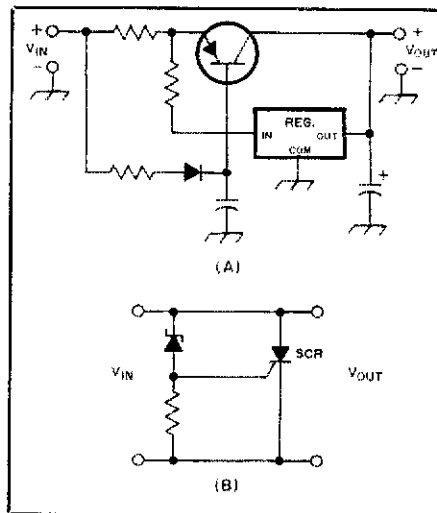 + +
VIN VOUT
- -
REG.
IN OUT
COM
+
(A)
SCR
VIN VOUT
(B)